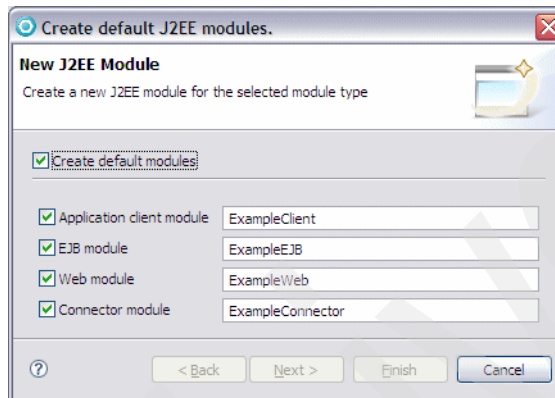 Create default J2EE modules.
New J2EE Module
Create a new J2EE module for the selected module type
Create default modules
Application client module ExampleClient
EJB module ExampleEJB
Web module ExampleWeb
Connector module ExampleConnector
? < Back Next > Finish Cancel